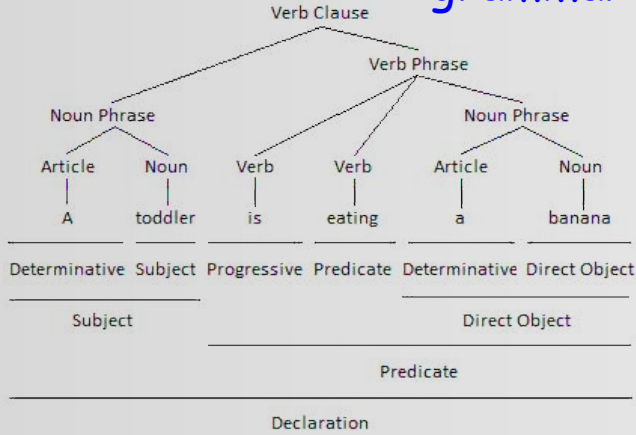 grammar
Verb Clause
Verb Phrase
Noun Phrase Noun Phrase
Article Noun Verb Verb Article Noun
A toddler is eating a banana
Determinative Subject Progressive Predicate Determinative Direct Object
Subject Direct Object
Predicate
Declaration